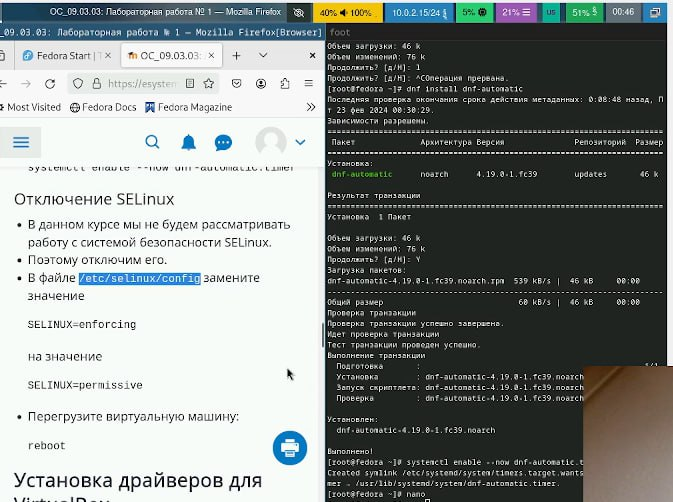 ОС_09.03.03: Лабораторная работа № 1 — Mozilla Firefox
40% 100%
10.0.2.15/24
5%
21%
us
51%
00:46
_09.03.03: Лабораторная работа № 1 — Mozilla Firefox[Browser]
foot
Fedora Start
ОС_09.03.03: Л
https://esystem
Most Visited
Fedora Docs
Fedora Magazine
systemctl enable --now dnf-automatic.timer
Отключение SELinux
В данном курсе мы не будем рассматривать
работу с системой безопасности SELinux.
Поэтому отключим его.
В файле /etc/selinux/config замените
значение
SELINUX=enforcing
на значение
SELINUX=permissive
Перегрузите виртуальную машину:
reboot
Установка драйверов для
VirtualBox
Объем загрузки: 46 k
Объем изменений: 76 k
Продолжить? [д/Н]: 1
Продолжить? [д/Н]: ^CОперация прервана.
[root@fedora ~]# dnf install dnf-automatic
Последняя проверка окончания срока действия метаданных: 0:08:48 назад, П
т 23 фев 2024 00:30:29.
Зависимости разрешены.
Пакет Архитектура Версия Репозиторий Размер
Установка:
dnf-automatic noarch 4.19.0-1.fc39 updates 46 k
Результат транзакции
Установка 1 Пакет
Объем загрузки: 46 k
Объем изменений: 76 k
Продолжить? [д/Н]: Y
Загрузка пакетов:
dnf-automatic-4.19.0-1.fc39.noarch.rpm 539 kB/s | 46 kB 00:00
Общий размер 60 kB/s | 46 kB 00:00
Проверка транзакции
Проверка транзакции успешно завершена.
Идет проверка транзакции
Тест транзакции проведен успешно.
Выполнение транзакции
Подготовка : 1/1
Установка : dnf-automatic-4.19.0-1.fc39.noarch
Запуск скриптлета: dnf-automatic-4.19.0-1.fc39.noarch
Проверка : dnf-automatic-4.19.0-1.fc39.noarch
Установлен:
dnf-automatic-4.19.0-1.fc39.noarch
Выполнено!
[root@fedora ~]# systemctl enable --now dnf-automatic.t
Created symlink /etc/systemd/system/timers.target.wants
mer → /usr/lib/systemd/system/dnf-automatic.timer.
[root@fedora ~]# nano